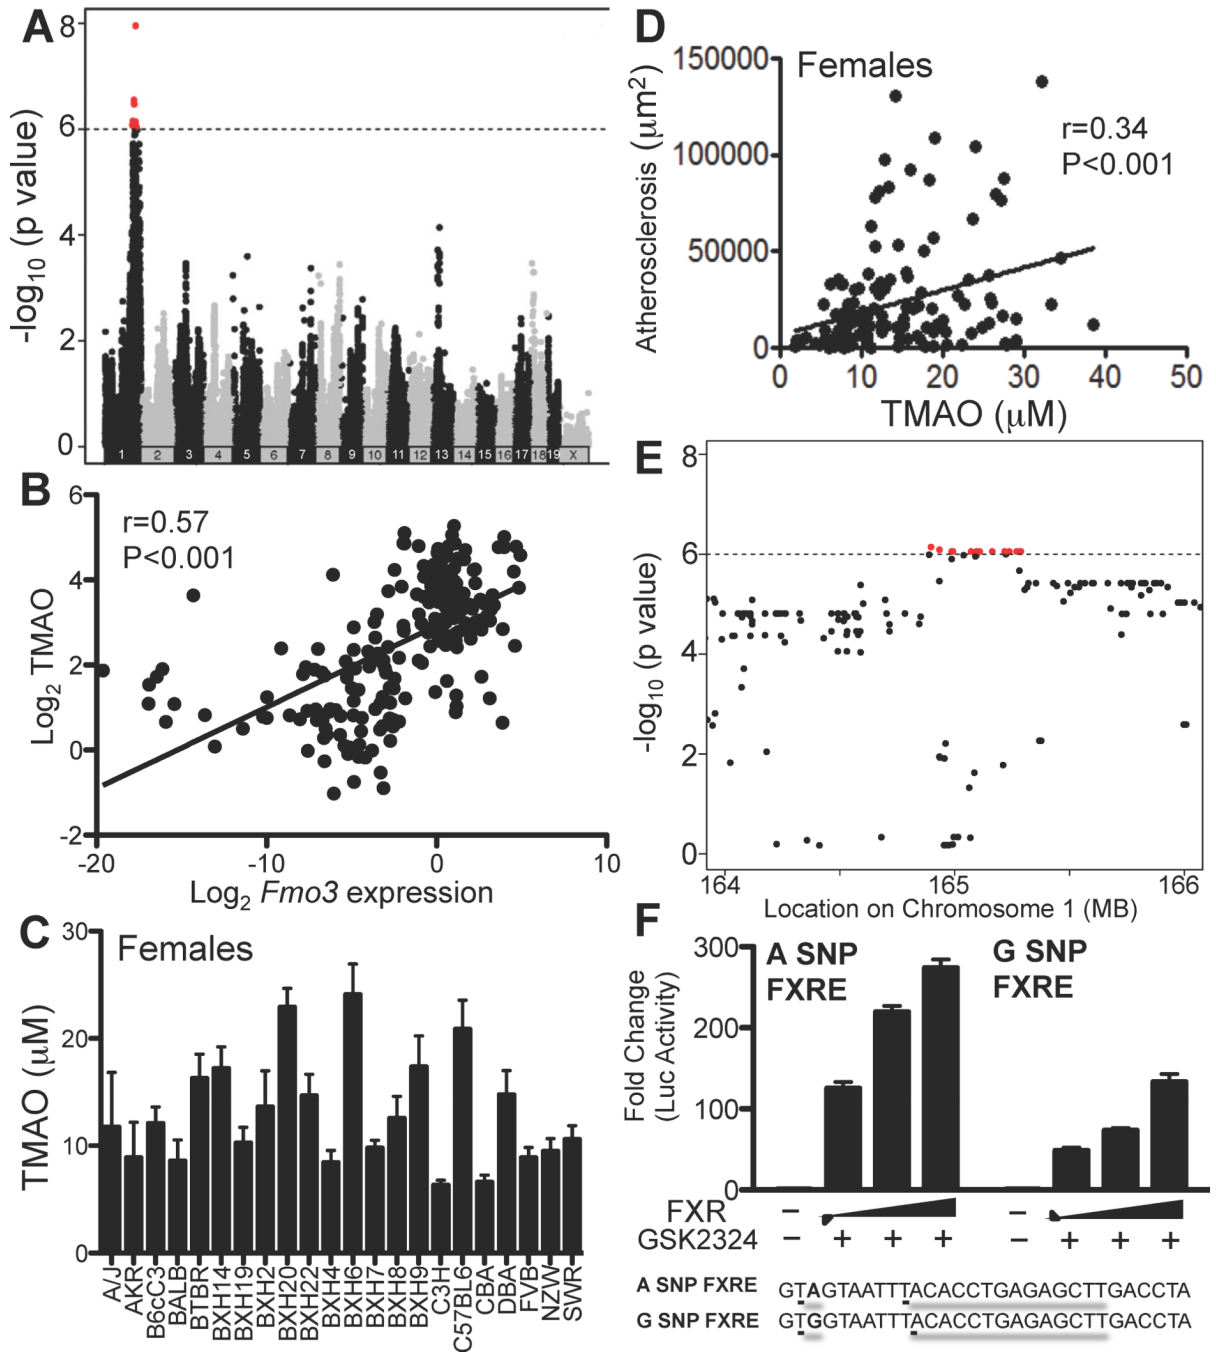 A
-log10 (p value)
8
6
4
2
0
1 2 3 4 5 6 7 8 9 10 11 12 13 14 15 16 17 18 19 X
B
r=0.57
P<0.001
Log2 TMAO
6
4
2
0
-2
-20 -10 0 10
Log2 Fmo3 expression
C
Females
TMAO (μM)
30
20
10
0
AJ
AKR
B6cC3
BALB
BTBR
BXH14
BXH19
BXH2
BXH20
BXH22
BXH4
BXH6
BXH7
BXH8
BXH9
C3H
C57BL6
CBA
DBA
FVB
NZW
SWR
D
Females
r=0.34
P<0.001
Atherosclerosis (μm2)
150000
100000
50000
0
0 10 20 30 40 50
TMAO (μM)
E
-log10 (p value)
8
6
4
2
0
164 165 166
Location on Chromosome 1 (MB)
F
A SNP
FXRE
G SNP
FXRE
Fold Change
(Luc Activity)
300
200
100
0
FXR − −
GSK2324 − + + + − + + +
A SNP FXRE GTAGTAATTTACACCTGAGAGCTTGACCTA
G SNP FXRE GTGGTAATTTACACCTGAGAGCTTGACCTA